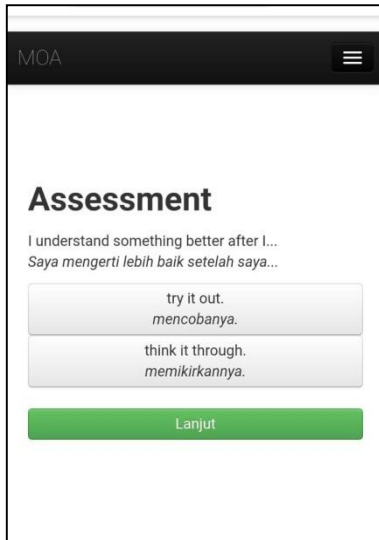 MOA
Assessment
I understand something better after I...
Saya mengerti lebih baik setelah saya...
try it out.
mencobanya.
think it through.
memikirkannya.
Lanjut